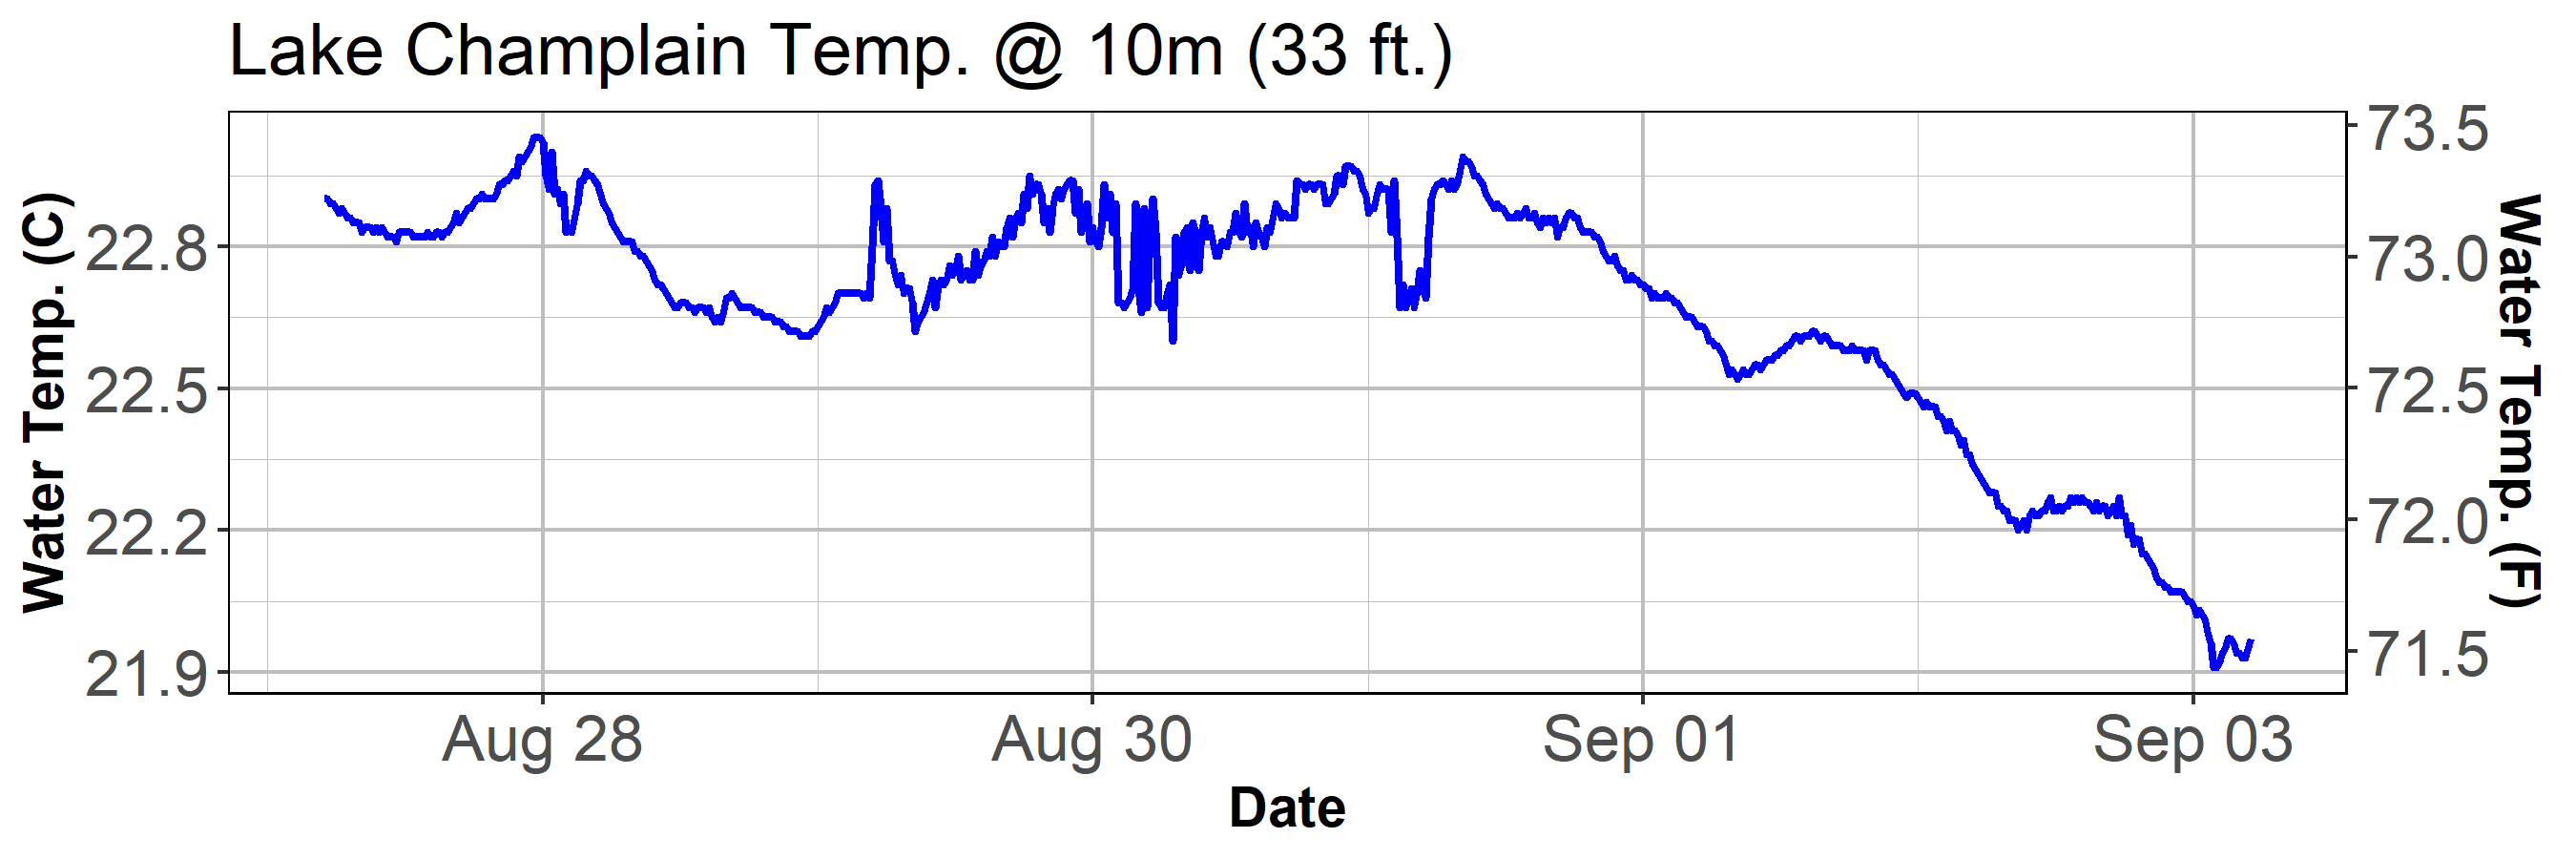 Lake Champlain Temp. @ 10m (33 ft.)
Water Temp. (C)
22.8
22.5
22.2
21.9
73.5
73.0
72.5
72.0
71.5
Water Temp. (F)
Aug 28
Aug 30
Sep 01
Sep 03
Date